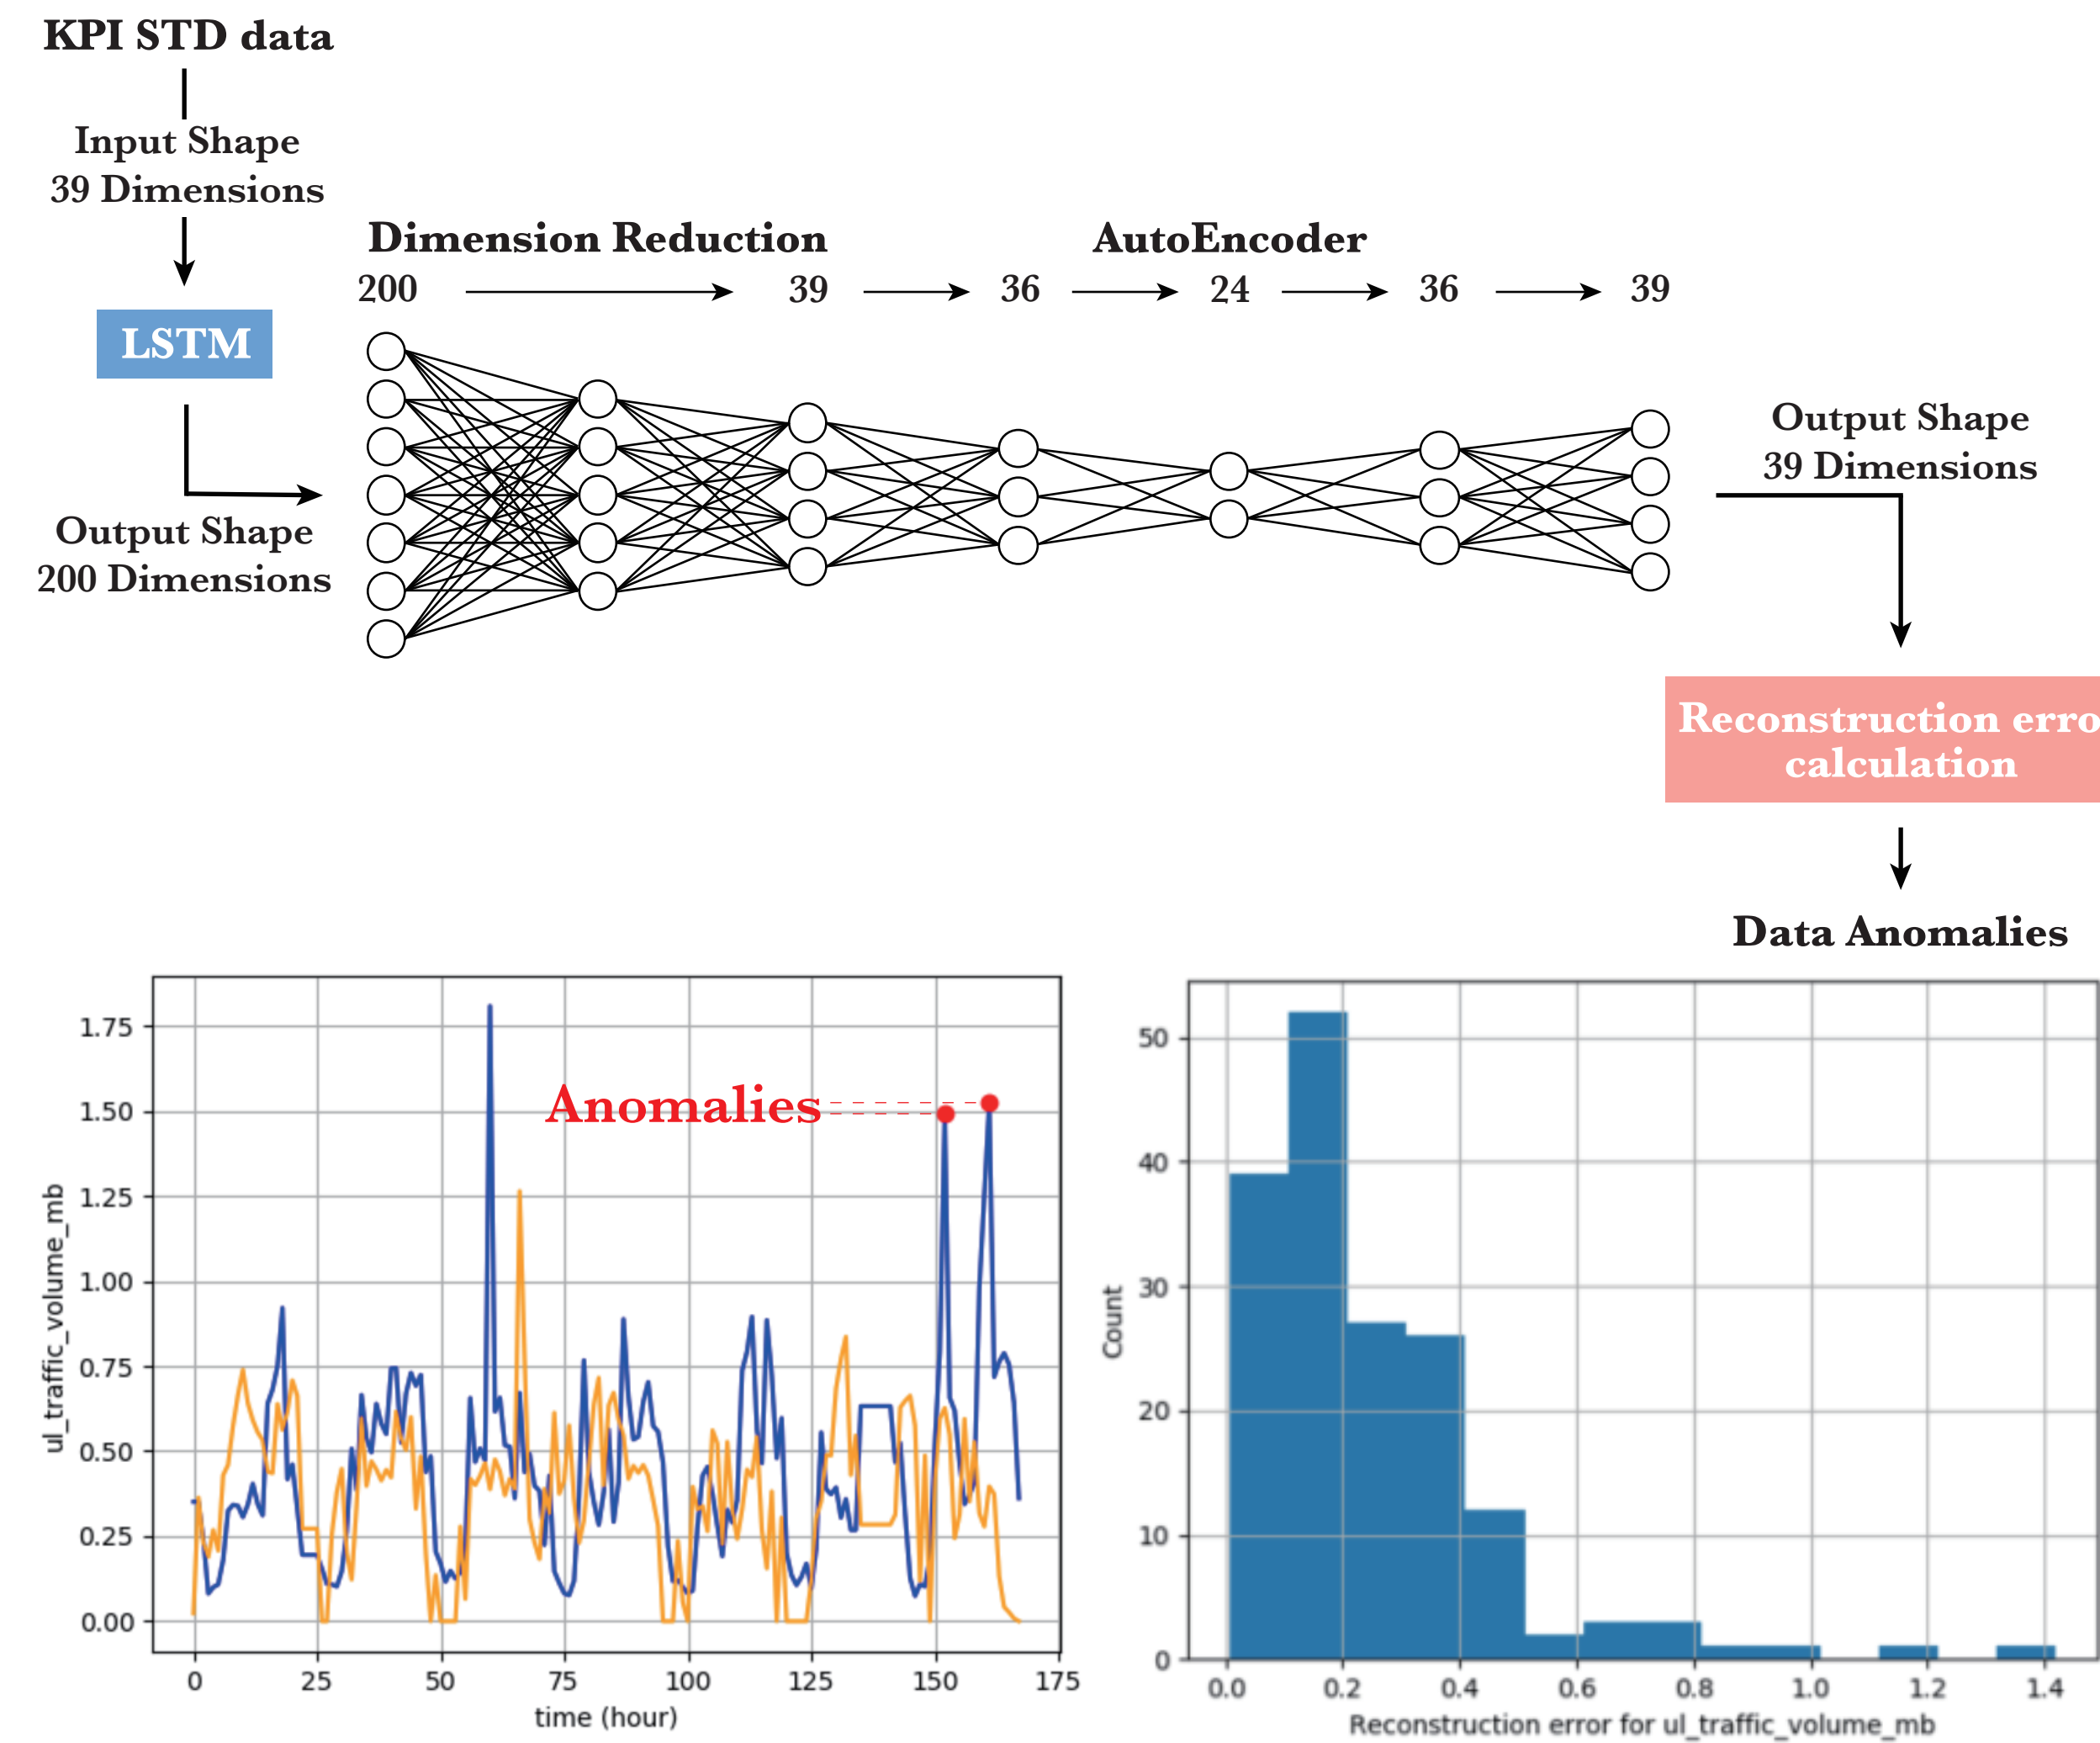 KPI STD data
Input Shape
39 Dimensions
LSTM
Output Shape
200 Dimensions
Dimension Reduction
AutoEncoder
200
39
36
24
36
39
Output Shape
39 Dimensions
Reconstruction erro
calculation
Data Anomalies
ul_traffic_volume_mb
1.75
1.50
1.25
1.00
0.75
0.50
0.25
0.00
Anomalies
0 25 50 75 100 125 150 175
time (hour)
Count
50
40
30
20
10
0
0.0 0.2 0.4 0.6 0.8 1.0 1.2 1.4
Reconstruction error for ul_traffic_volume_mb